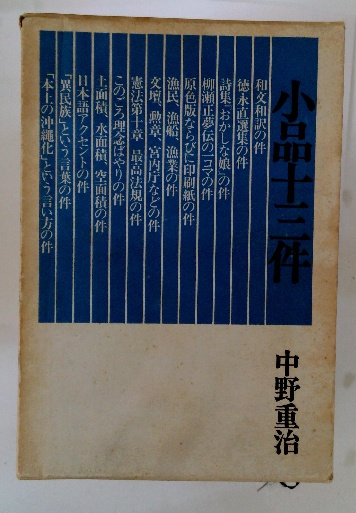 小品十三件
和文和訳の件
徳永直選集の件
詩集「おかしな娘」の件
柳瀬正夢伝の一コマの件
原色版ならびに印刷紙の件
漁民、漁船、漁業の件
文壇、勲章、宮内庁などの件
憲法第十章「最高法規」の件
このごろ理念ばやりの件
土面積、水面積、空面積の件
日本語アクセントの件
「異民族」という言葉の件
「本土の沖縄化」という言い方の件
中野重治